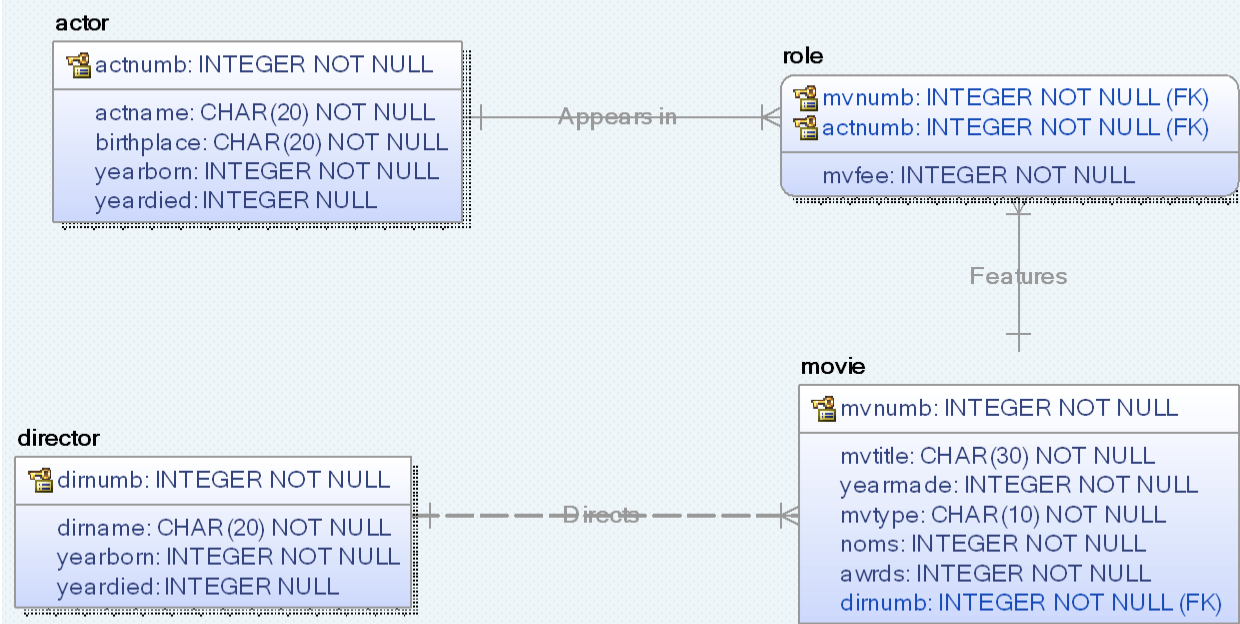 actor
actnumb: INTEGER NOT NULL
actname: CHAR(20) NOT NULL
birthplace: CHAR(20) NOT NULL
yearborn: INTEGER NOT NULL
yeardied: INTEGER NULL
Appears in
role
mvnumb: INTEGER NOT NULL (FK)
actnumb: INTEGER NOT NULL (FK)
mvfee: INTEGER NOT NULL
Features
director
dirnumb: INTEGER NOT NULL
dirname: CHAR(20) NOT NULL
yearborn: INTEGER NOT NULL
yeardied: INTEGER NULL
Directs
movie
mvnumb: INTEGER NOT NULL
mvtitle: CHAR(30) NOT NULL
yearmade: INTEGER NOT NULL
mvtype: CHAR(10) NOT NULL
noms: INTEGER NOT NULL
awrds: INTEGER NOT NULL
dirnumb: INTEGER NOT NULL (FK)